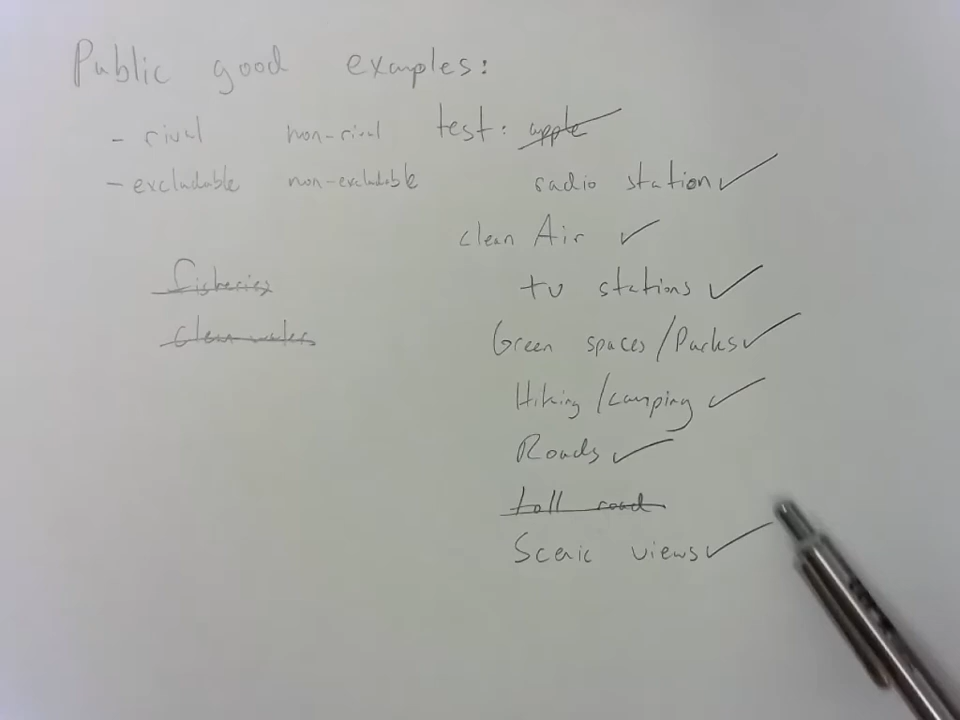 Public good examples:
- rival non-rival test: apple
- excludable non-excludable radio station ✓
clean Air ✓
fisheries tv stations ✓
clean water Green spaces/Parks ✓
Hiking/camping ✓
Roads ✓
toll road
Scenic views ✓